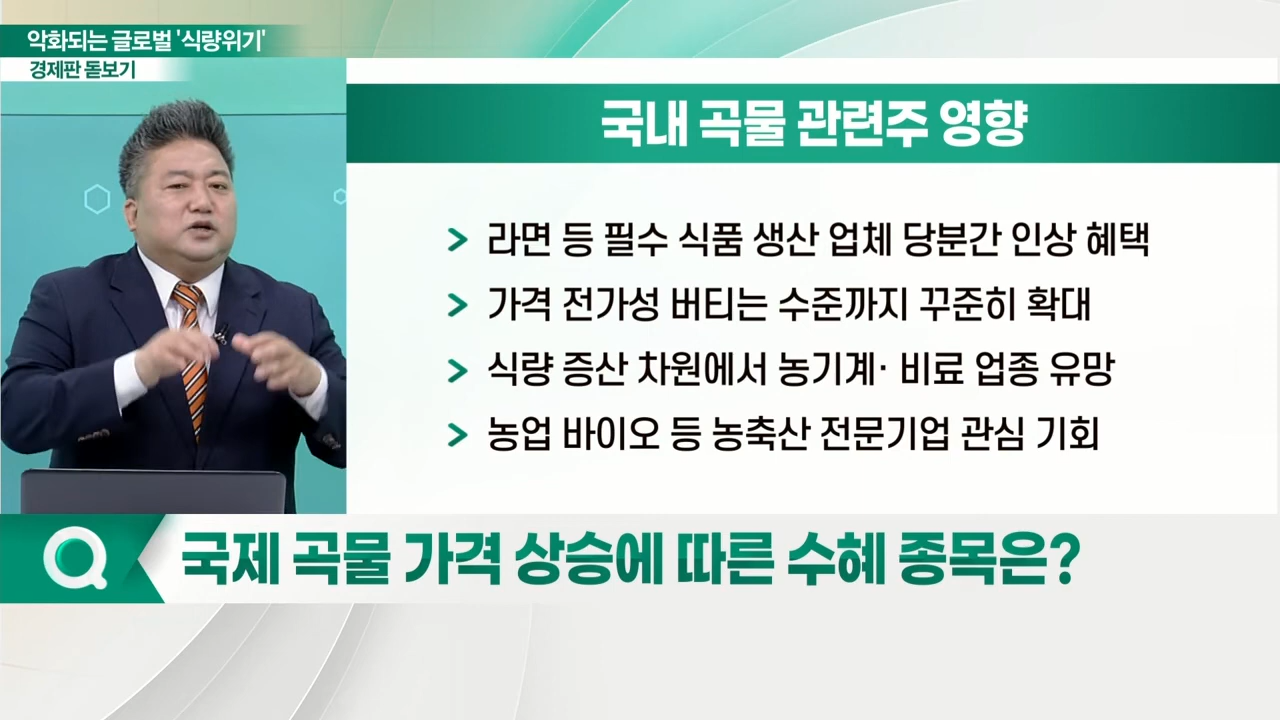 악화되는 글로벌 '식량위기'
경제판 돋보기
국내 곡물 관련주 영향
라면 등 필수 식품 생산 업체 당분간 인상 혜택
가격 전가성 버티는 수준까지 꾸준히 확대
식량 증산 차원에서 농기계· 비료 업종 유망
농업 바이오 등 농축산 전문기업 관심 기회
Q 국제 곡물 가격 상승에 따른 수혜 종목은?